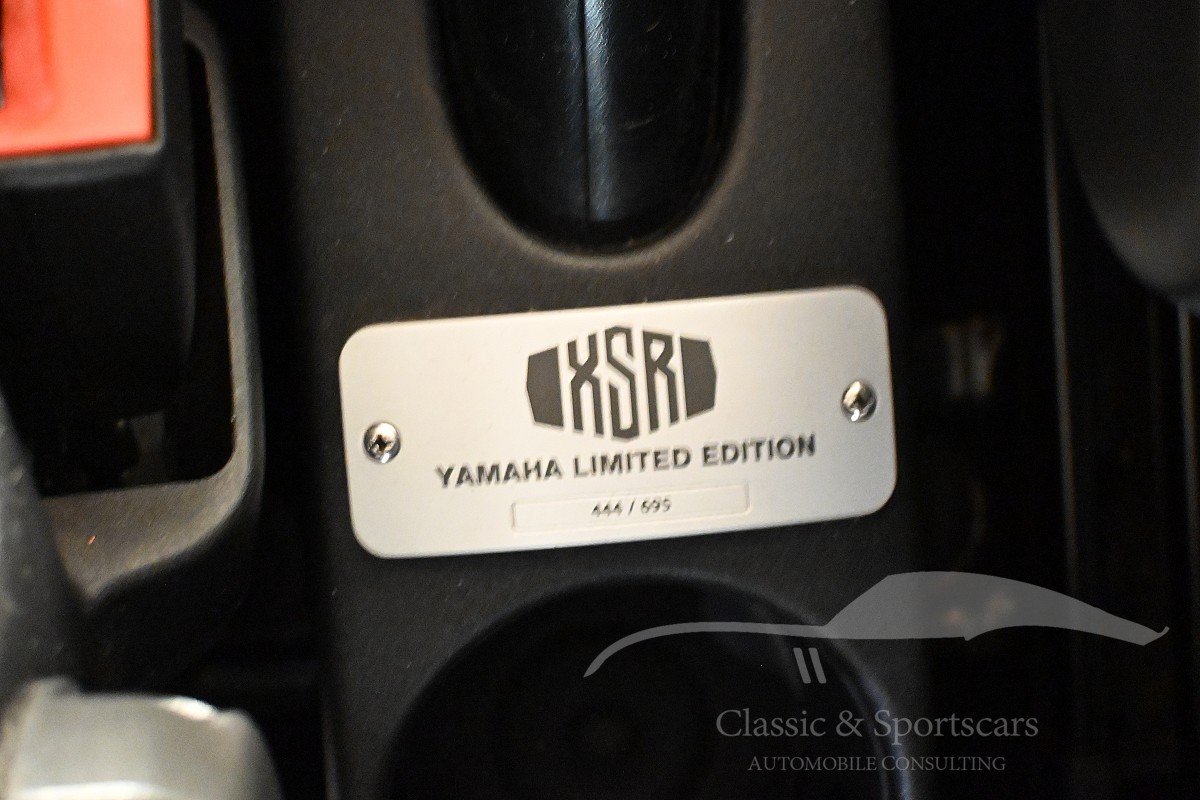 XSR
YAMAHA LIMITED EDITION
444 / 695
Classic & Sportscars
AUTOMOBILE CONSULTING